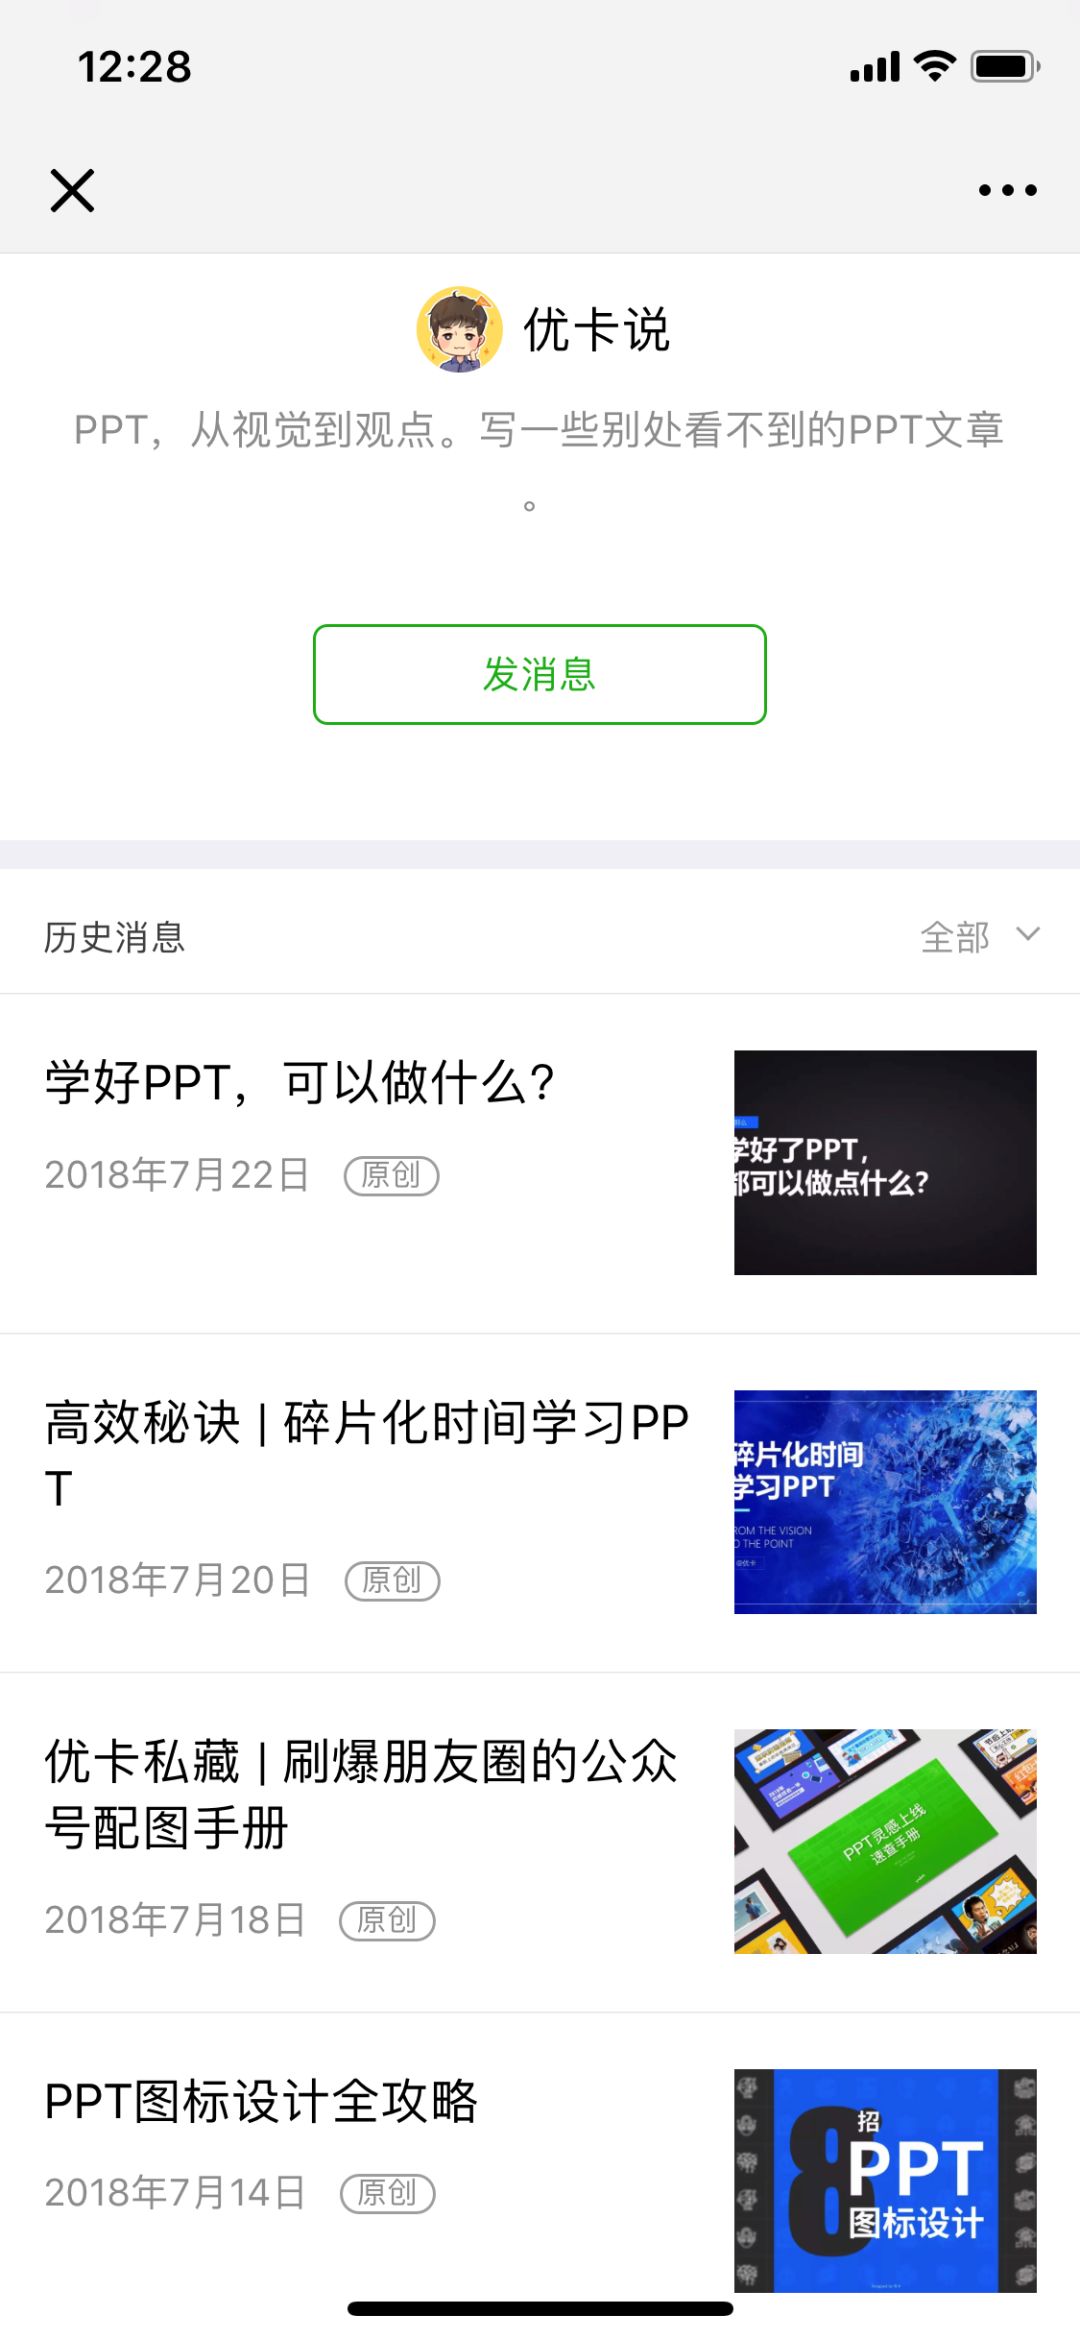 12:28
优卡说
PPT，从视觉到观点。写一些别处看不到的PPT文章
。
发消息
历史消息
全部
学好PPT，可以做什么？
2018年7月22日
原创
学好了PPT，
都可以做点什么？
高效秘诀 | 碎片化时间学习PP
T
2018年7月20日
原创
碎片化时间
学习PPT
ROM THE VISION
O THE POINT
@优卡
优卡私藏 | 刷爆朋友圈的公众
号配图手册
2018年7月18日
原创
PPT灵感上线
速查手册
PPT图标设计全攻略
2018年7月14日
原创
8
招
PPT
图标设计